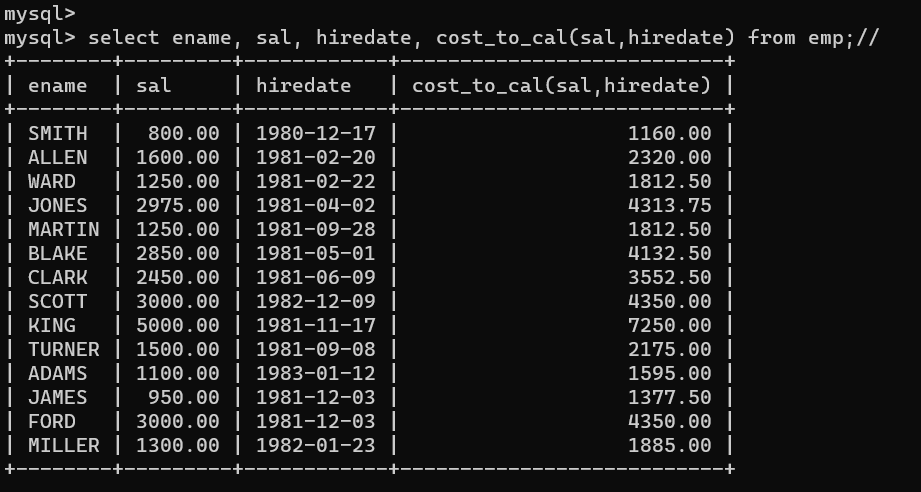 mysql>
mysql> select ename, sal, hiredate, cost_to_cal(sal,hiredate) from emp;//
+--------+---------+------------+---------------------------+
| ename  | sal     | hiredate   | cost_to_cal(sal,hiredate) |
+--------+---------+------------+---------------------------+
| SMITH  |  800.00 | 1980-12-17 |                   1160.00 |
| ALLEN  | 1600.00 | 1981-02-20 |                   2320.00 |
| WARD   | 1250.00 | 1981-02-22 |                   1812.50 |
| JONES  | 2975.00 | 1981-04-02 |                   4313.75 |
| MARTIN | 1250.00 | 1981-09-28 |                   1812.50 |
| BLAKE  | 2850.00 | 1981-05-01 |                   4132.50 |
| CLARK  | 2450.00 | 1981-06-09 |                   3552.50 |
| SCOTT  | 3000.00 | 1982-12-09 |                   4350.00 |
| KING   | 5000.00 | 1981-11-17 |                   7250.00 |
| TURNER | 1500.00 | 1981-09-08 |                   2175.00 |
| ADAMS  | 1100.00 | 1983-01-12 |                   1595.00 |
| JAMES  |  950.00 | 1981-12-03 |                   1377.50 |
| FORD   | 3000.00 | 1981-12-03 |                   4350.00 |
| MILLER | 1300.00 | 1982-01-23 |                   1885.00 |
+--------+---------+------------+---------------------------+